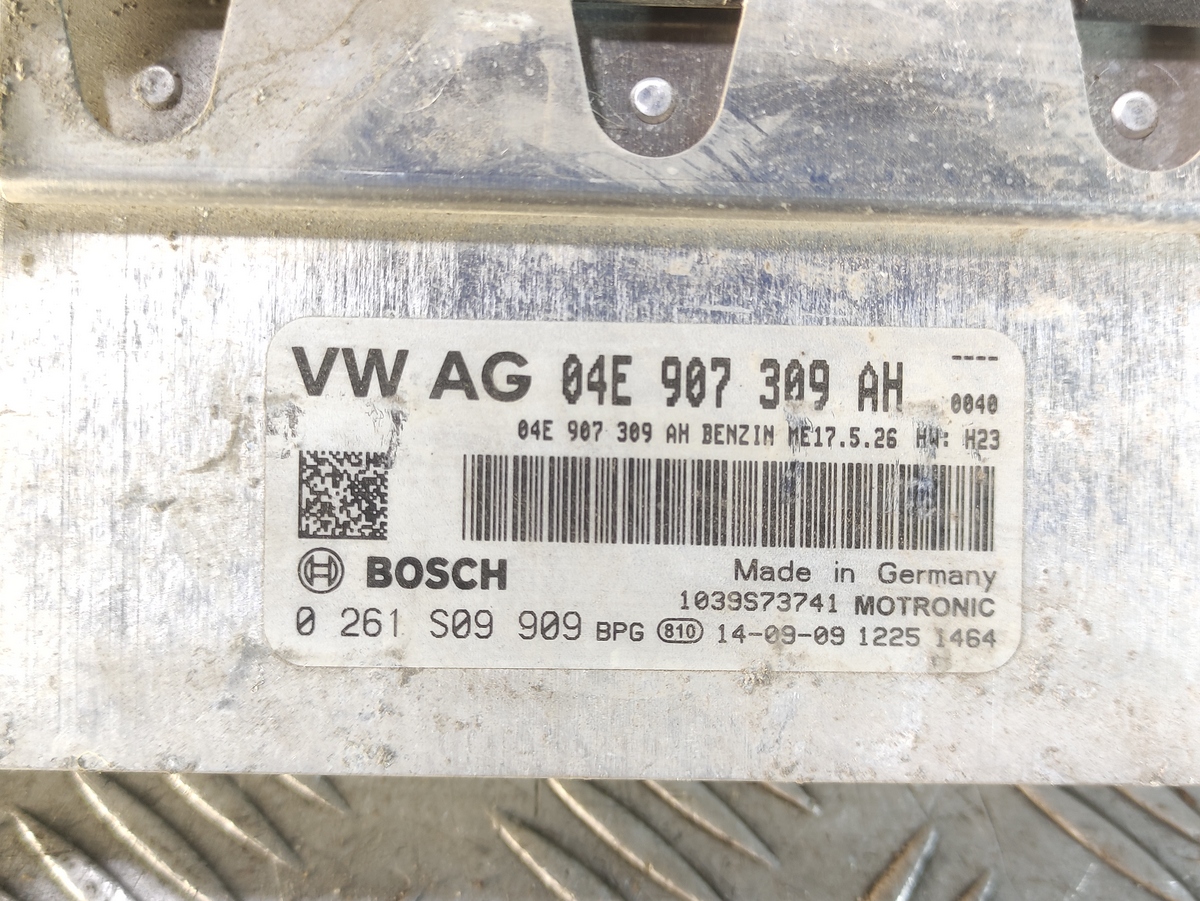 VW AG 04E 907 309 AH ----
0040
04E 907 309 AH BENZIN ME17.5.26 HW: H23
BOSCH
Made in Germany
1039S73741 MOTRONIC
0 261 S09 909 BPG 810 14-09-09 1225 1464